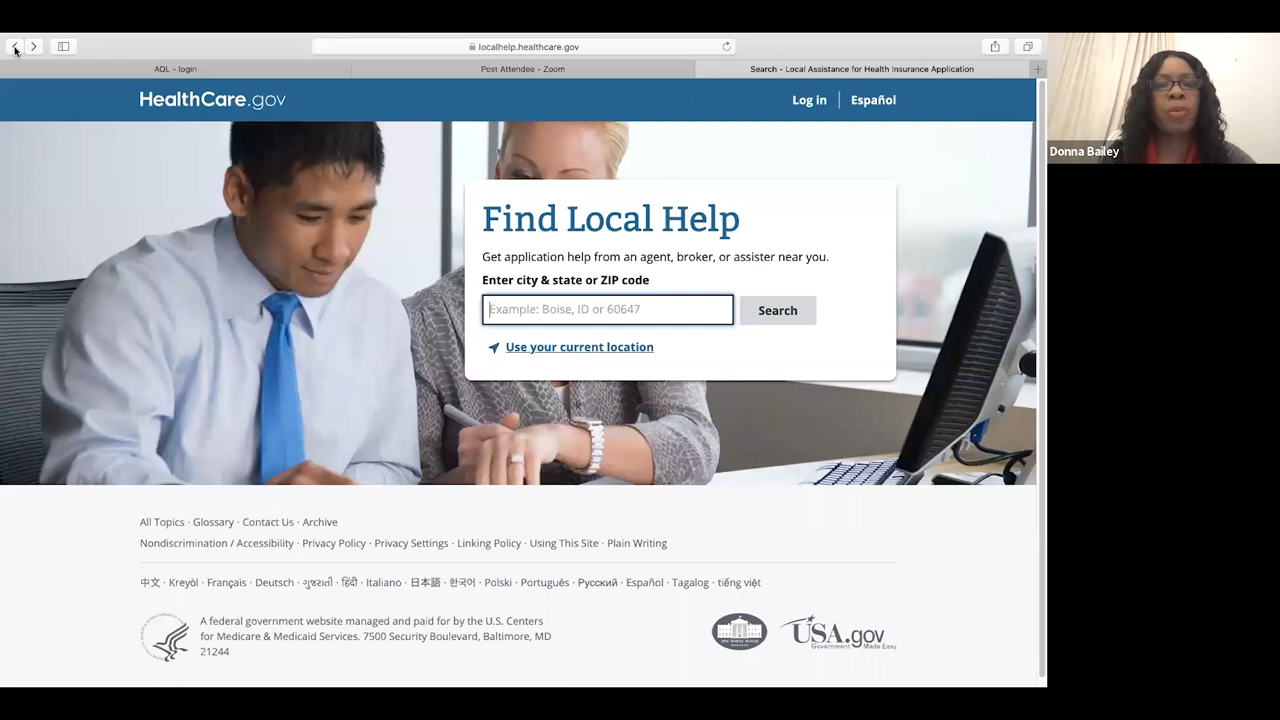 localhelp.healthcare.gov
AOL - login
Post Attendee - Zoom
Search - Local Assistance for Health Insurance Application
HealthCare.gov
Log in
Español
Donna Bailey
Find Local Help
Get application help from an agent, broker, or assister near you.
Enter city & state or ZIP code
Example: Boise, ID or 60647
Search
Use your current location
All Topics · Glossary · Contact Us · Archive
Nondiscrimination / Accessibility · Privacy Policy · Privacy Settings · Linking Policy · Using This Site · Plain Writing
中文 · Kreyòl · Français · Deutsch · ગુજરાતી · हिंदी · Italiano · 日本語 · 한국어 · Polski · Português · Русский · Español · Tagalog · tiếng việt
A federal government website managed and paid for by the U.S. Centers
for Medicare & Medicaid Services. 7500 Security Boulevard, Baltimore, MD
21244
USA.gov
Government Made Easy